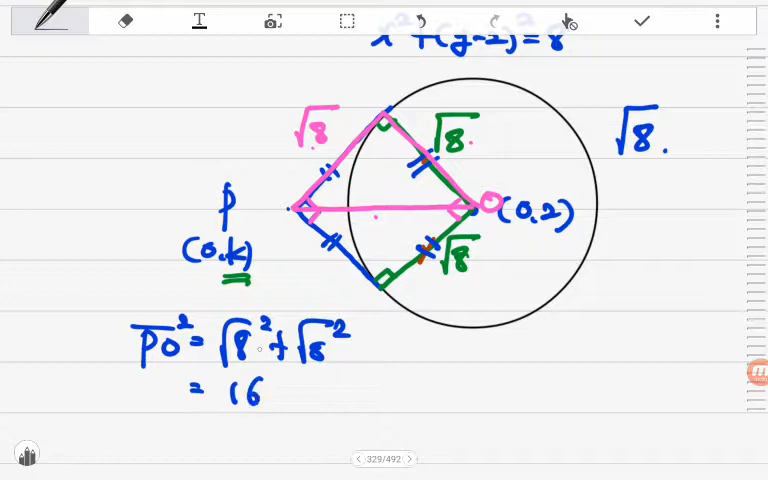 x² + (y-2)² = 8
√8
√8
√8.
P
(0,k)
O (0,2)
√8
PO² = √8² + √8²
= 16
329/492